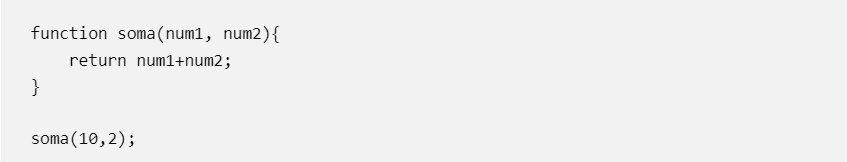 function soma(num1, num2){
    return num1+num2;
}

soma(10,2);